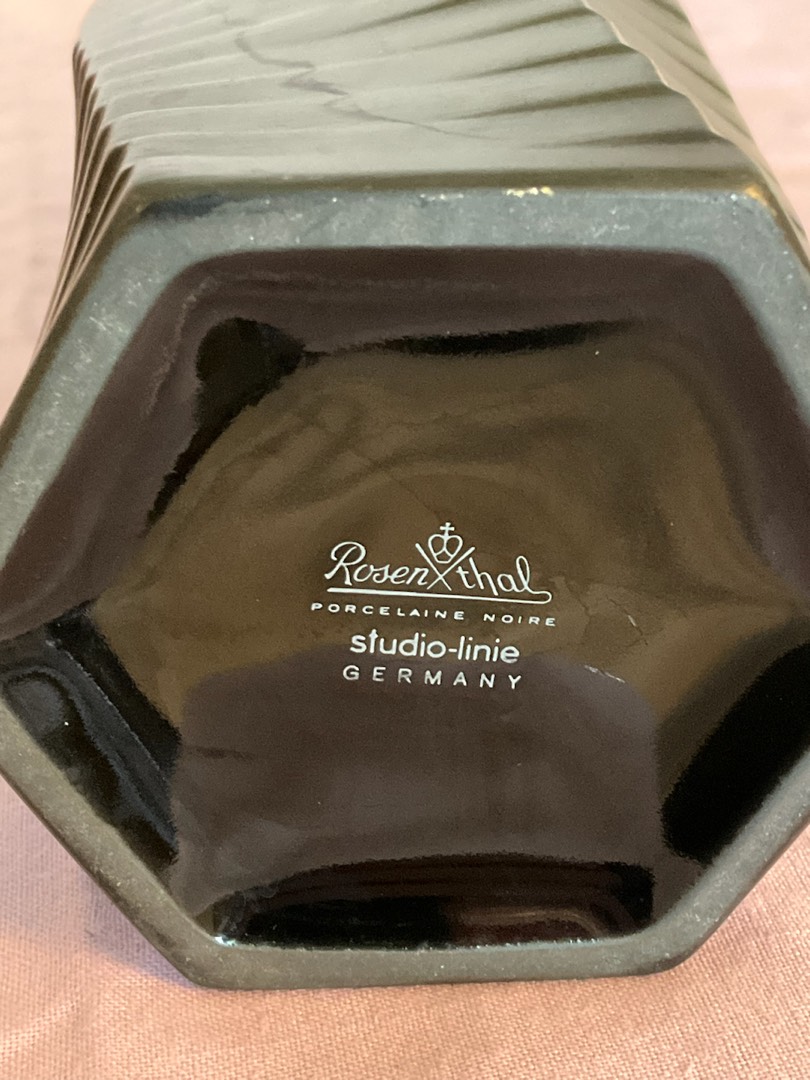 Rosenthal
PORCELAINE NOIRE
studio-linie
GERMANY